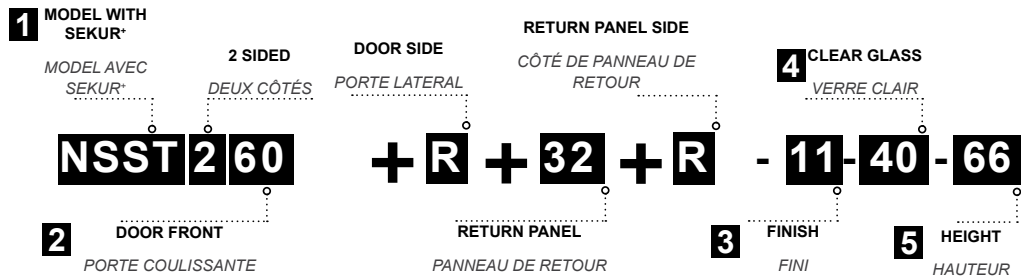 1
MODEL WITH
SEKUR+
MODEL AVEC
SEKUR+
2 SIDED
DEUX CÔTÉS
DOOR SIDE
PORTE LATERAL
RETURN PANEL SIDE
CÔTÉ DE PANNEAU DE
RETOUR
4 CLEAR GLASS
VERRE CLAIR
NSST 2 60 + R + 32 + R - 11 - 40 - 66
2
DOOR FRONT
PORTE COULISSANTE
RETURN PANEL
PANNEAU DE RETOUR
3 FINISH
FINI
5 HEIGHT
HAUTEUR